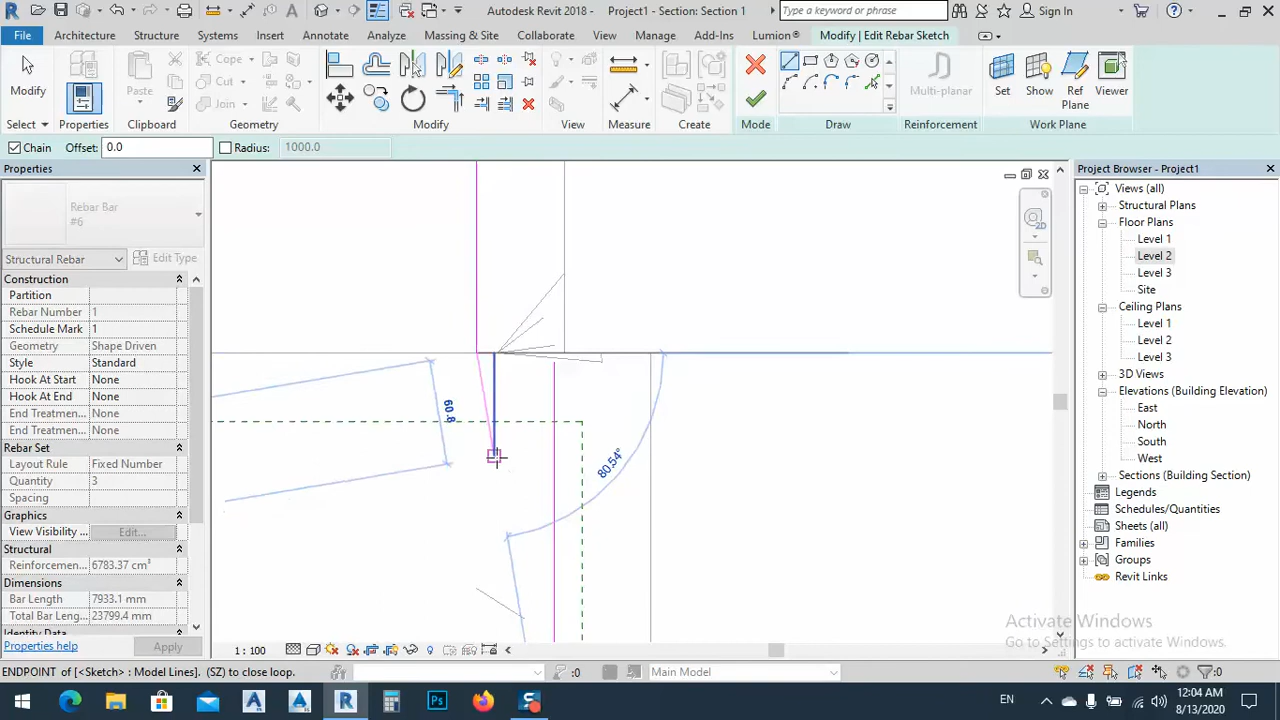 Autodesk Revit 2018 - Project1 - Section: Section 1
Type a keyword or phrase
Sign In
File Architecture Structure Systems Insert Annotate Analyze Massing & Site Collaborate View Manage Add-Ins Lumion® Modify | Edit Rebar Sketch
Modify
Paste
Cope
Cut
Join
Multi-planar
Set Show Ref Plane Viewer
Select Properties Clipboard Geometry Modify View Measure Create Mode Draw Reinforcement Work Plane
Chain Offset: 0.0 Radius: 1000.0
Properties
Rebar Bar
#6
Structural Rebar Edit Type
Construction
Partition
Rebar Number 1
Schedule Mark 1
Geometry Shape Driven
Style Standard
Hook At Start None
Hook At End None
End Treatmen... None
End Treatmen... None
Rebar Set
Layout Rule Fixed Number
Quantity 3
Spacing
Graphics
View Visibility ... Edit...
Structural
Reinforcemen... 6783.37 cm³
Dimensions
Bar Length 7933.1 mm
Total Bar Leng... 23799.4 mm
Identity Data
Properties help Apply
60.8
80.54°
2D
1 : 100
Project Browser - Project1
Views (all)
Structural Plans
Floor Plans
Level 1
Level 2
Level 3
Site
Ceiling Plans
Level 1
Level 2
Level 3
3D Views
Elevations (Building Elevation)
East
North
South
West
Sections (Building Section)
Legends
Schedules/Quantities
Sheets (all)
Families
Groups
Revit Links
Activate Windows
Go to Settings to activate Windows.
ENDPOINT of [<Sketch> : Model Lines]. (SZ) to close loop.
:0
Main Model
:0
EN
12:04 AM
8/13/2020